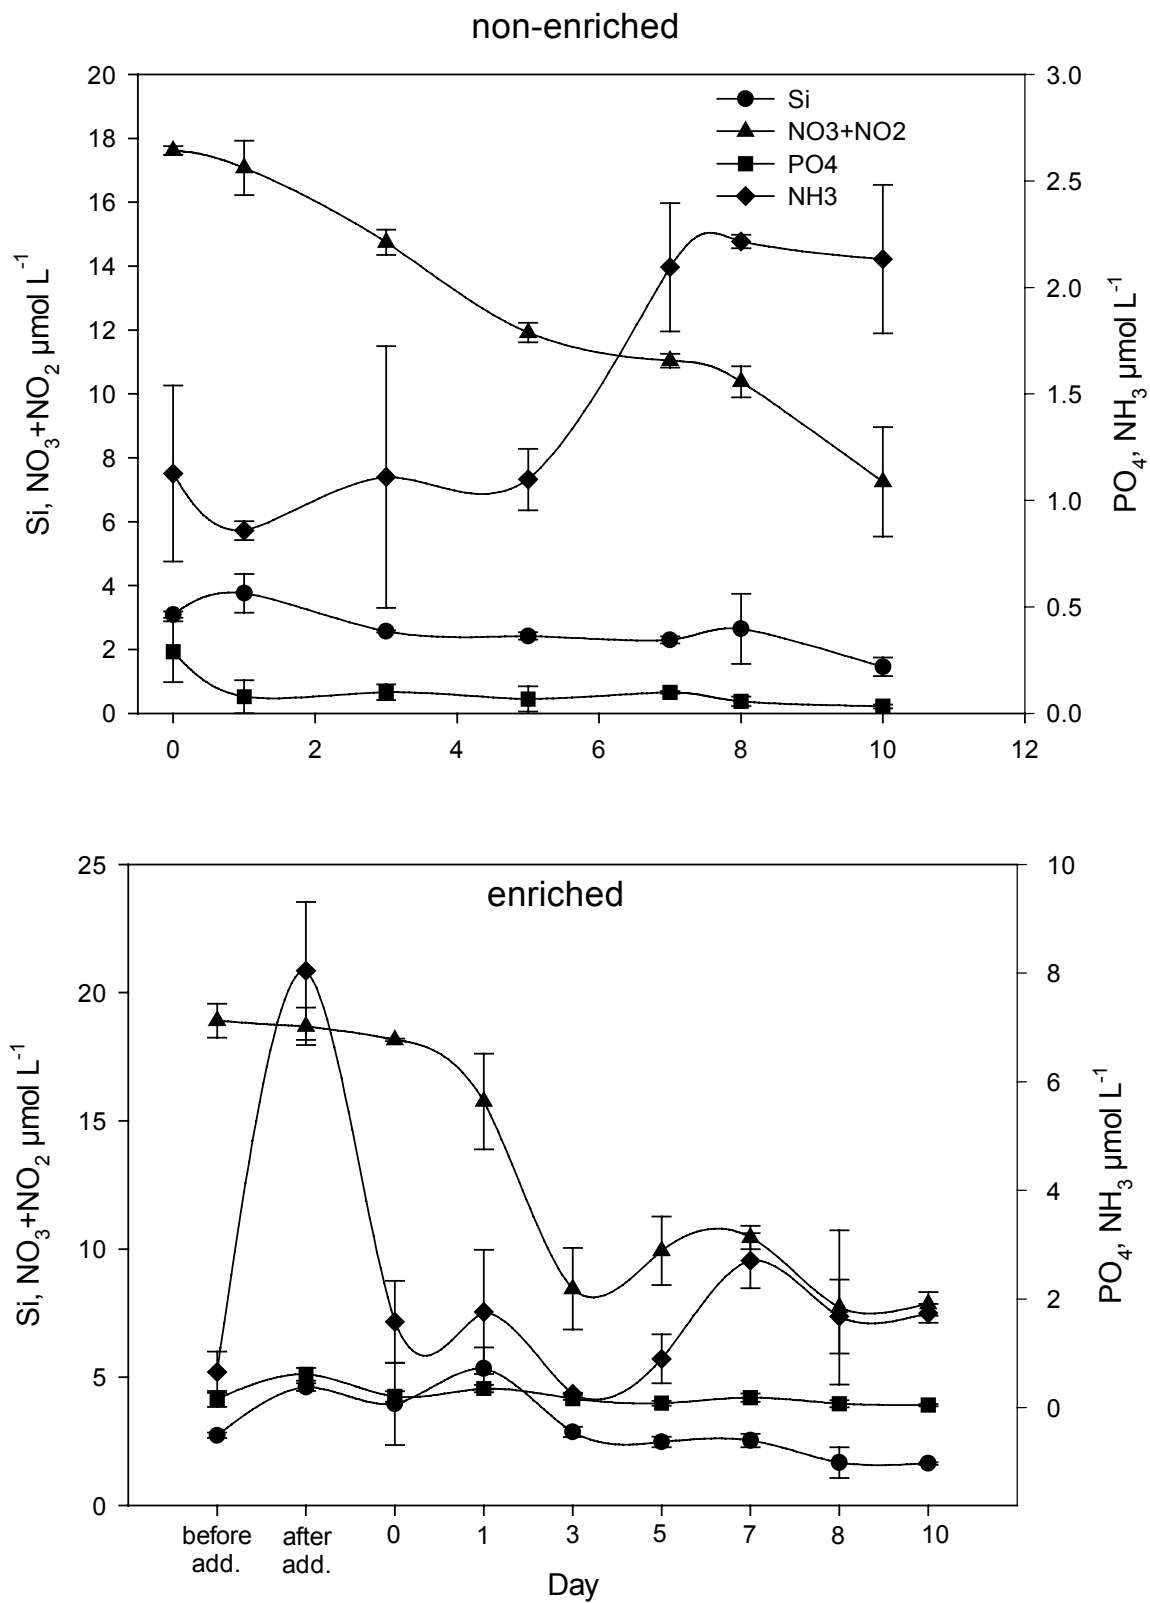 non-enriched
20
18
16
14
12
10
8
6
4
2
0
Si, NO3+NO2 µmol L-1
3.0
2.5
2.0
1.5
1.0
0.5
0.0
PO4, NH3 µmol L-1
Si
NO3+NO2
PO4
NH3
0 2 4 6 8 10 12
enriched
25
20
15
10
5
0
Si, NO3+NO2 µmol L-1
10
8
6
4
2
0
PO4, NH3 µmol L-1
before after 0 1 3 5 7 8 10
add. add.
Day